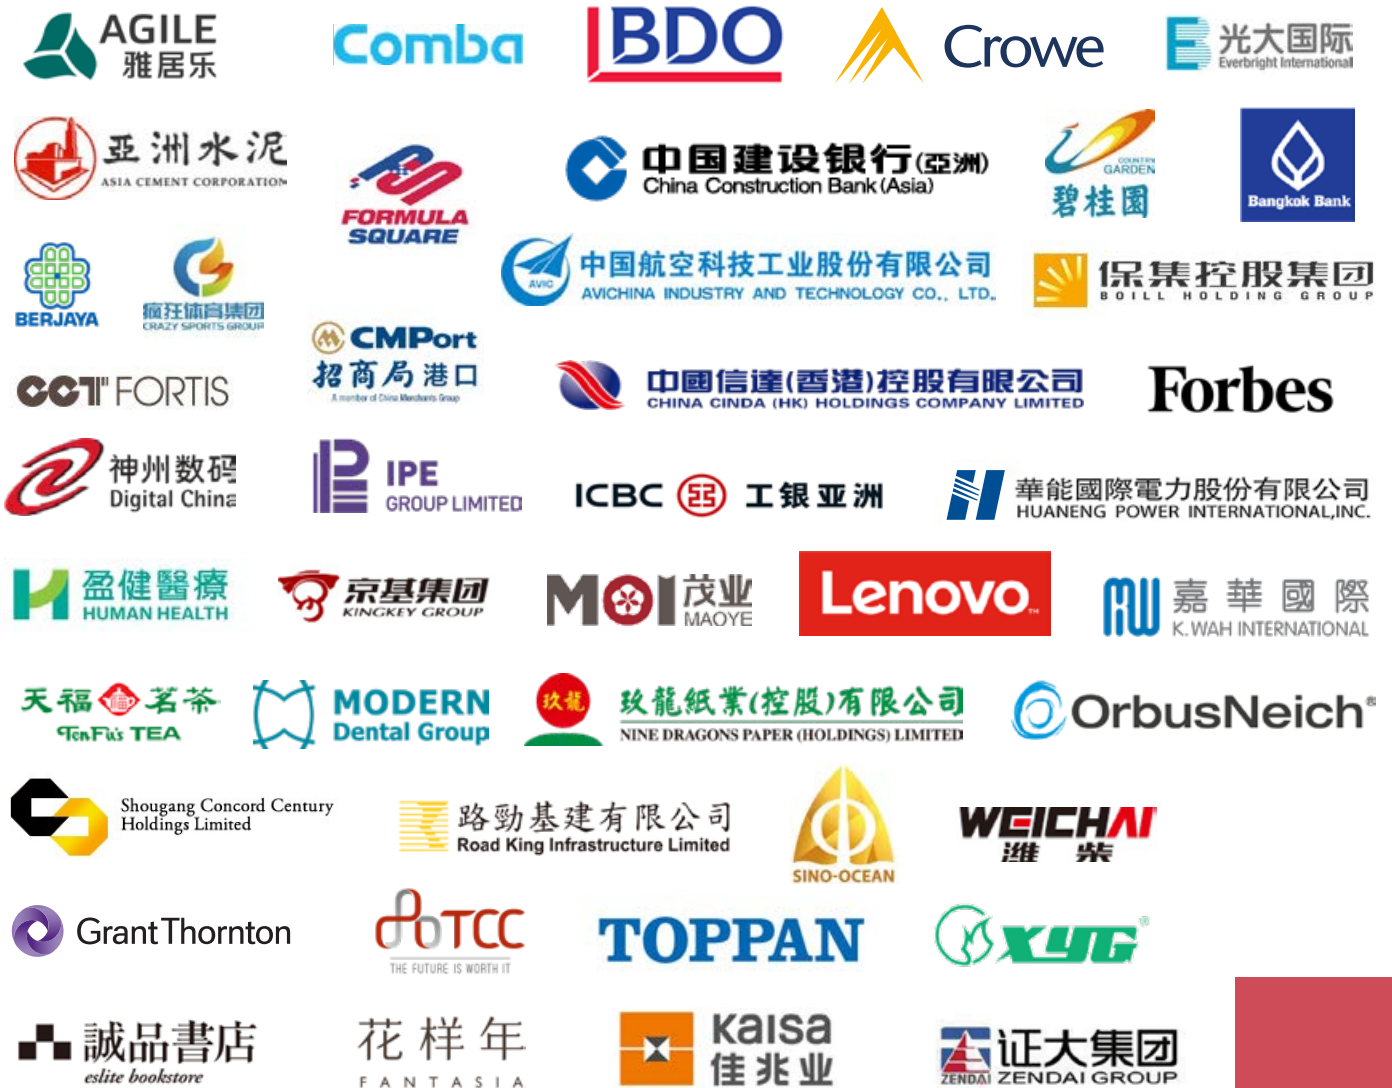 AGILE
雅居乐
Comba
BDO
Crowe
光大国际
Everbright International
亞洲水泥
ASIA CEMENT CORPORATION
FORMULA
SQUARE
中国建设银行(亞洲)
China Construction Bank (Asia)
COUNTRY
GARDEN
碧桂園
Bangkok Bank
BERJAYA
疯狂体育集团
CRAZY SPORTS GROUP
AVIC
中国航空科技工业股份有限公司
AVICHINA INDUSTRY AND TECHNOLOGY CO., LTD.
保集控股集团
BOILL HOLDING GROUP
CCT FORTIS
CMPort
招商局港口
A member of China Merchants Group
中國信達(香港)控股有限公司
CHINA CINDA (HK) HOLDINGS COMPANY LIMITED
Forbes
神州数码
Digital China
IPE
GROUP LIMITED
ICBC 工银亚洲
華能國際電力股份有限公司
HUANENG POWER INTERNATIONAL,INC.
盈健醫療
HUMAN HEALTH
京基集团
KINGKEY GROUP
MOI 茂业
MAOYE
Lenovo™
嘉華國際
K. WAH INTERNATIONAL
天福茗茶
TenFu's TEA
MODERN
Dental Group
玖龍
玖龍紙業(控股)有限公司
NINE DRAGONS PAPER (HOLDINGS) LIMITED
OrbusNeich®
Shougang Concord Century
Holdings Limited
路勁基建有限公司
Road King Infrastructure Limited
SINO-OCEAN
WEICHAI
潍柴
Grant Thornton
TCC
THE FUTURE IS WORTH IT
TOPPAN
XYG®
誠品書店
eslite bookstore
花样年
FANTASIA
Kaisa
佳兆业
ZENDAI
证大集团
ZENDAI GROUP